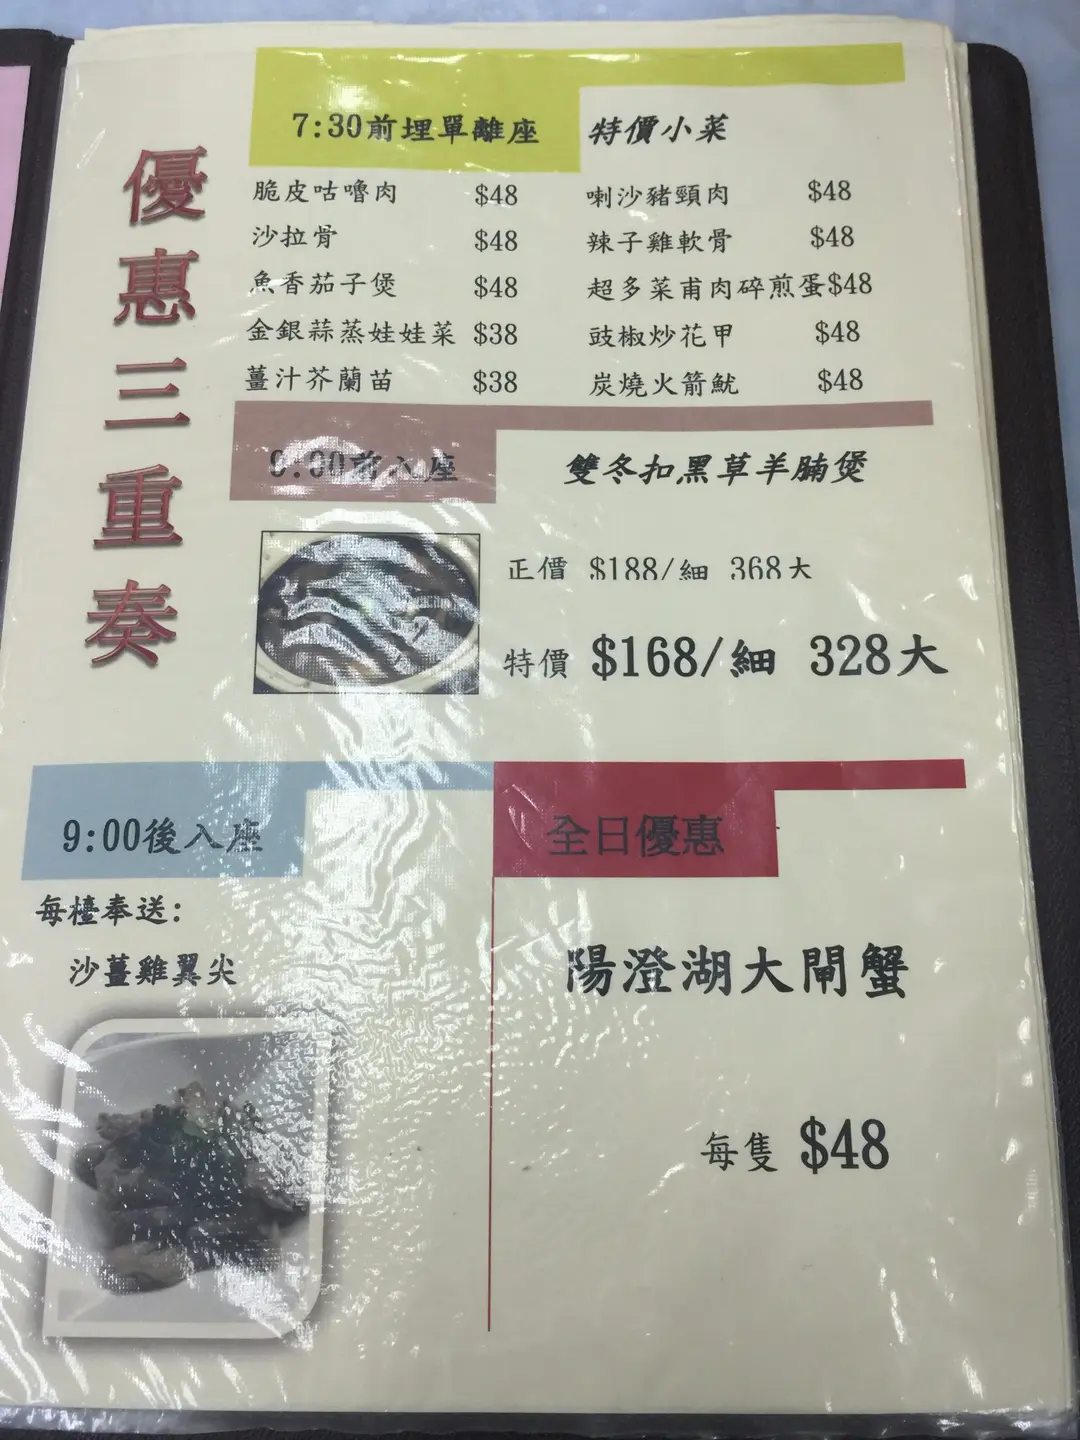 優惠三重奏
7:30前埋單離座 特價小菜
脆皮咕嚕肉 $48 喇沙豬頸肉 $48
沙拉骨 $48 辣子雞軟骨 $48
魚香茄子煲 $48 超多菜甫肉碎煎蛋$48
金銀蒜蒸娃娃菜 $38 豉椒炒花甲 $48
薑汁芥蘭苗 $38 炭燒火箭魷 $48
前入座 雙冬扣黑草羊腩煲
正價 $188/細 368大
特價 $168/細 328大
9:00後入座
每檯奉送:
沙薑雞翼尖
全日優惠
陽澄湖大閘蟹
每隻 $48